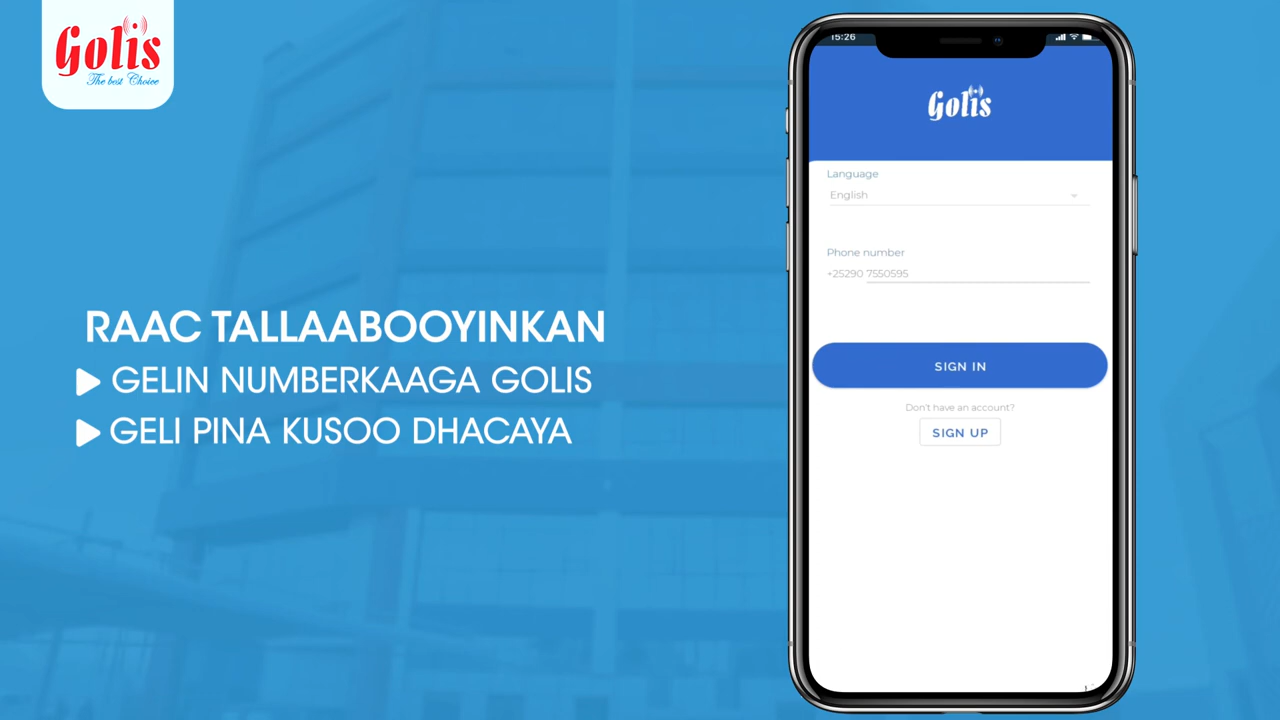 Golis
The best Choice
RAAC TALLAABOOYINKAN
GELIN NUMBERKAAGA GOLIS
GELI PINA KUSOO DHACAYA
15:26
Golis
Language
English
Phone number
+25290 7550595
SIGN IN
Don't have an account?
SIGN UP